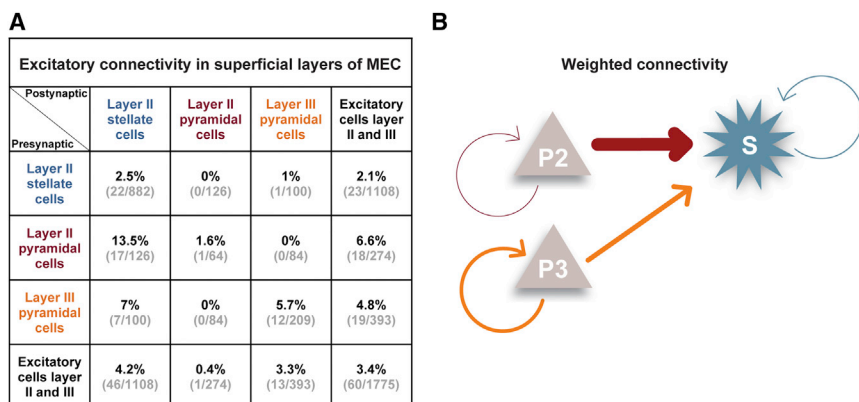 A
Excitatory connectivity in superficial layers of MEC
Postsynaptic
Presynaptic
Layer II
stellate
cells
Layer II
pyramidal
cells
Layer III
pyramidal
cells
Excitatory
cells layer
II and III
Layer II
stellate
cells
2.5%
(22/882)
0%
(0/126)
1%
(1/100)
2.1%
(23/1108)
Layer II
pyramidal
cells
13.5%
(17/126)
1.6%
(1/64)
0%
(0/84)
6.6%
(18/274)
Layer III
pyramidal
cells
7%
(7/100)
0%
(0/84)
5.7%
(12/209)
4.8%
(19/393)
Excitatory
cells layer
II and III
4.2%
(46/1108)
0.4%
(1/274)
3.3%
(13/393)
3.4%
(60/1775)
B
Weighted connectivity
P2
S
P3